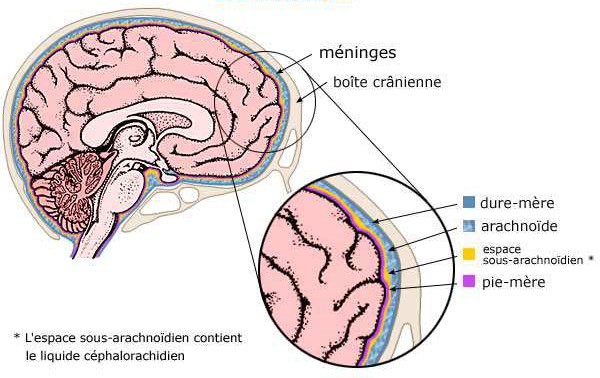 méninges
boîte crânienne
dure-mère
arachnoïde
espace
sous-arachnoïdien *
pie-mère
* L'espace sous-arachnoïdien contient
le liquide céphalorachidien